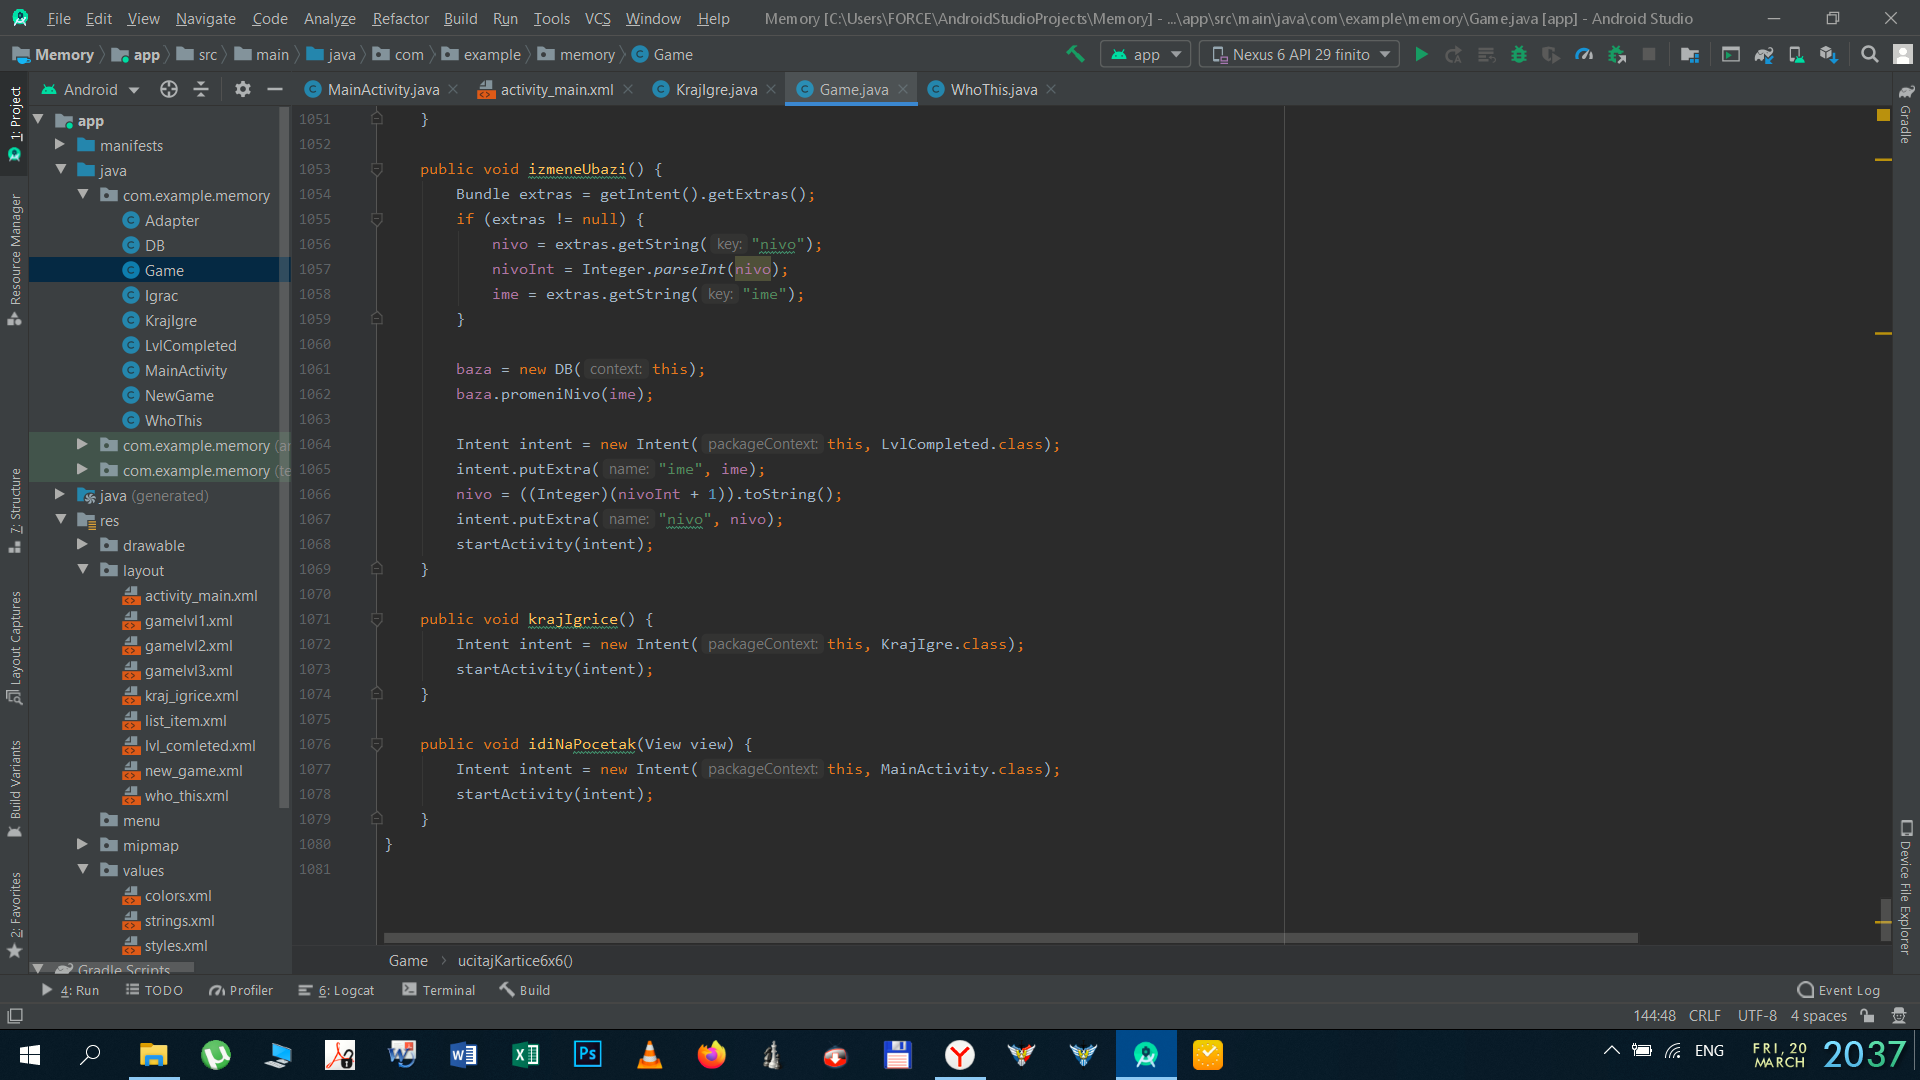 File Edit View Navigate Code Analyze Refactor Build Run Tools VCS Window Help Memory [C:\Users\FORCE\AndroidStudioProjects\Memory] - ...\app\src\main\java\com\example\memory\Game.java [app] - Android Studio
Memory app src main java com example memory Game app Nexus 6 API 29 finito
Android MainActivity.java activity_main.xml KrajIgre.java Game.java WhoThis.java
1: Project
Resource Manager
7: Structure
Layout Captures
Build Variants
2: Favorites
app
manifests
java
com.example.memory
Adapter
DB
Game
Igrac
KrajIgre
LvlCompleted
MainActivity
NewGame
WhoThis
com.example.memory (a
com.example.memory (te
java (generated)
res
drawable
layout
activity_main.xml
gamelvl1.xml
gamelvl2.xml
gamelvl3.xml
kraj_igrice.xml
list_item.xml
lvl_comleted.xml
new_game.xml
who_this.xml
menu
mipmap
values
colors.xml
strings.xml
styles.xml
Gradle Scripts
1051 }
1052
1053 public void izmeneUbazi() {
1054 Bundle extras = getIntent().getExtras();
1055 if (extras != null) {
1056 nivo = extras.getString( key: "nivo");
1057 nivoInt = Integer.parseInt(nivo);
1058 ime = extras.getString( key: "ime");
1059 }
1060
1061 baza = new DB( context: this);
1062 baza.promeniNivo(ime);
1063
1064 Intent intent = new Intent( packageContext: this, LvlCompleted.class);
1065 intent.putExtra( name: "ime", ime);
1066 nivo = ((Integer)(nivoInt + 1)).toString();
1067 intent.putExtra( name: "nivo", nivo);
1068 startActivity(intent);
1069 }
1070
1071 public void krajIgrice() {
1072 Intent intent = new Intent( packageContext: this, KrajIgre.class);
1073 startActivity(intent);
1074 }
1075
1076 public void idiNaPocetak(View view) {
1077 Intent intent = new Intent( packageContext: this, MainActivity.class);
1078 startActivity(intent);
1079 }
1080 }
1081
Game ucitajKartice6x6()
Gradle
Device File Explorer
4: Run TODO Profiler 6: Logcat Terminal Build Event Log
144:48 CRLF UTF-8 4 spaces
Ps
ENG FRI, 20 MARCH 2037